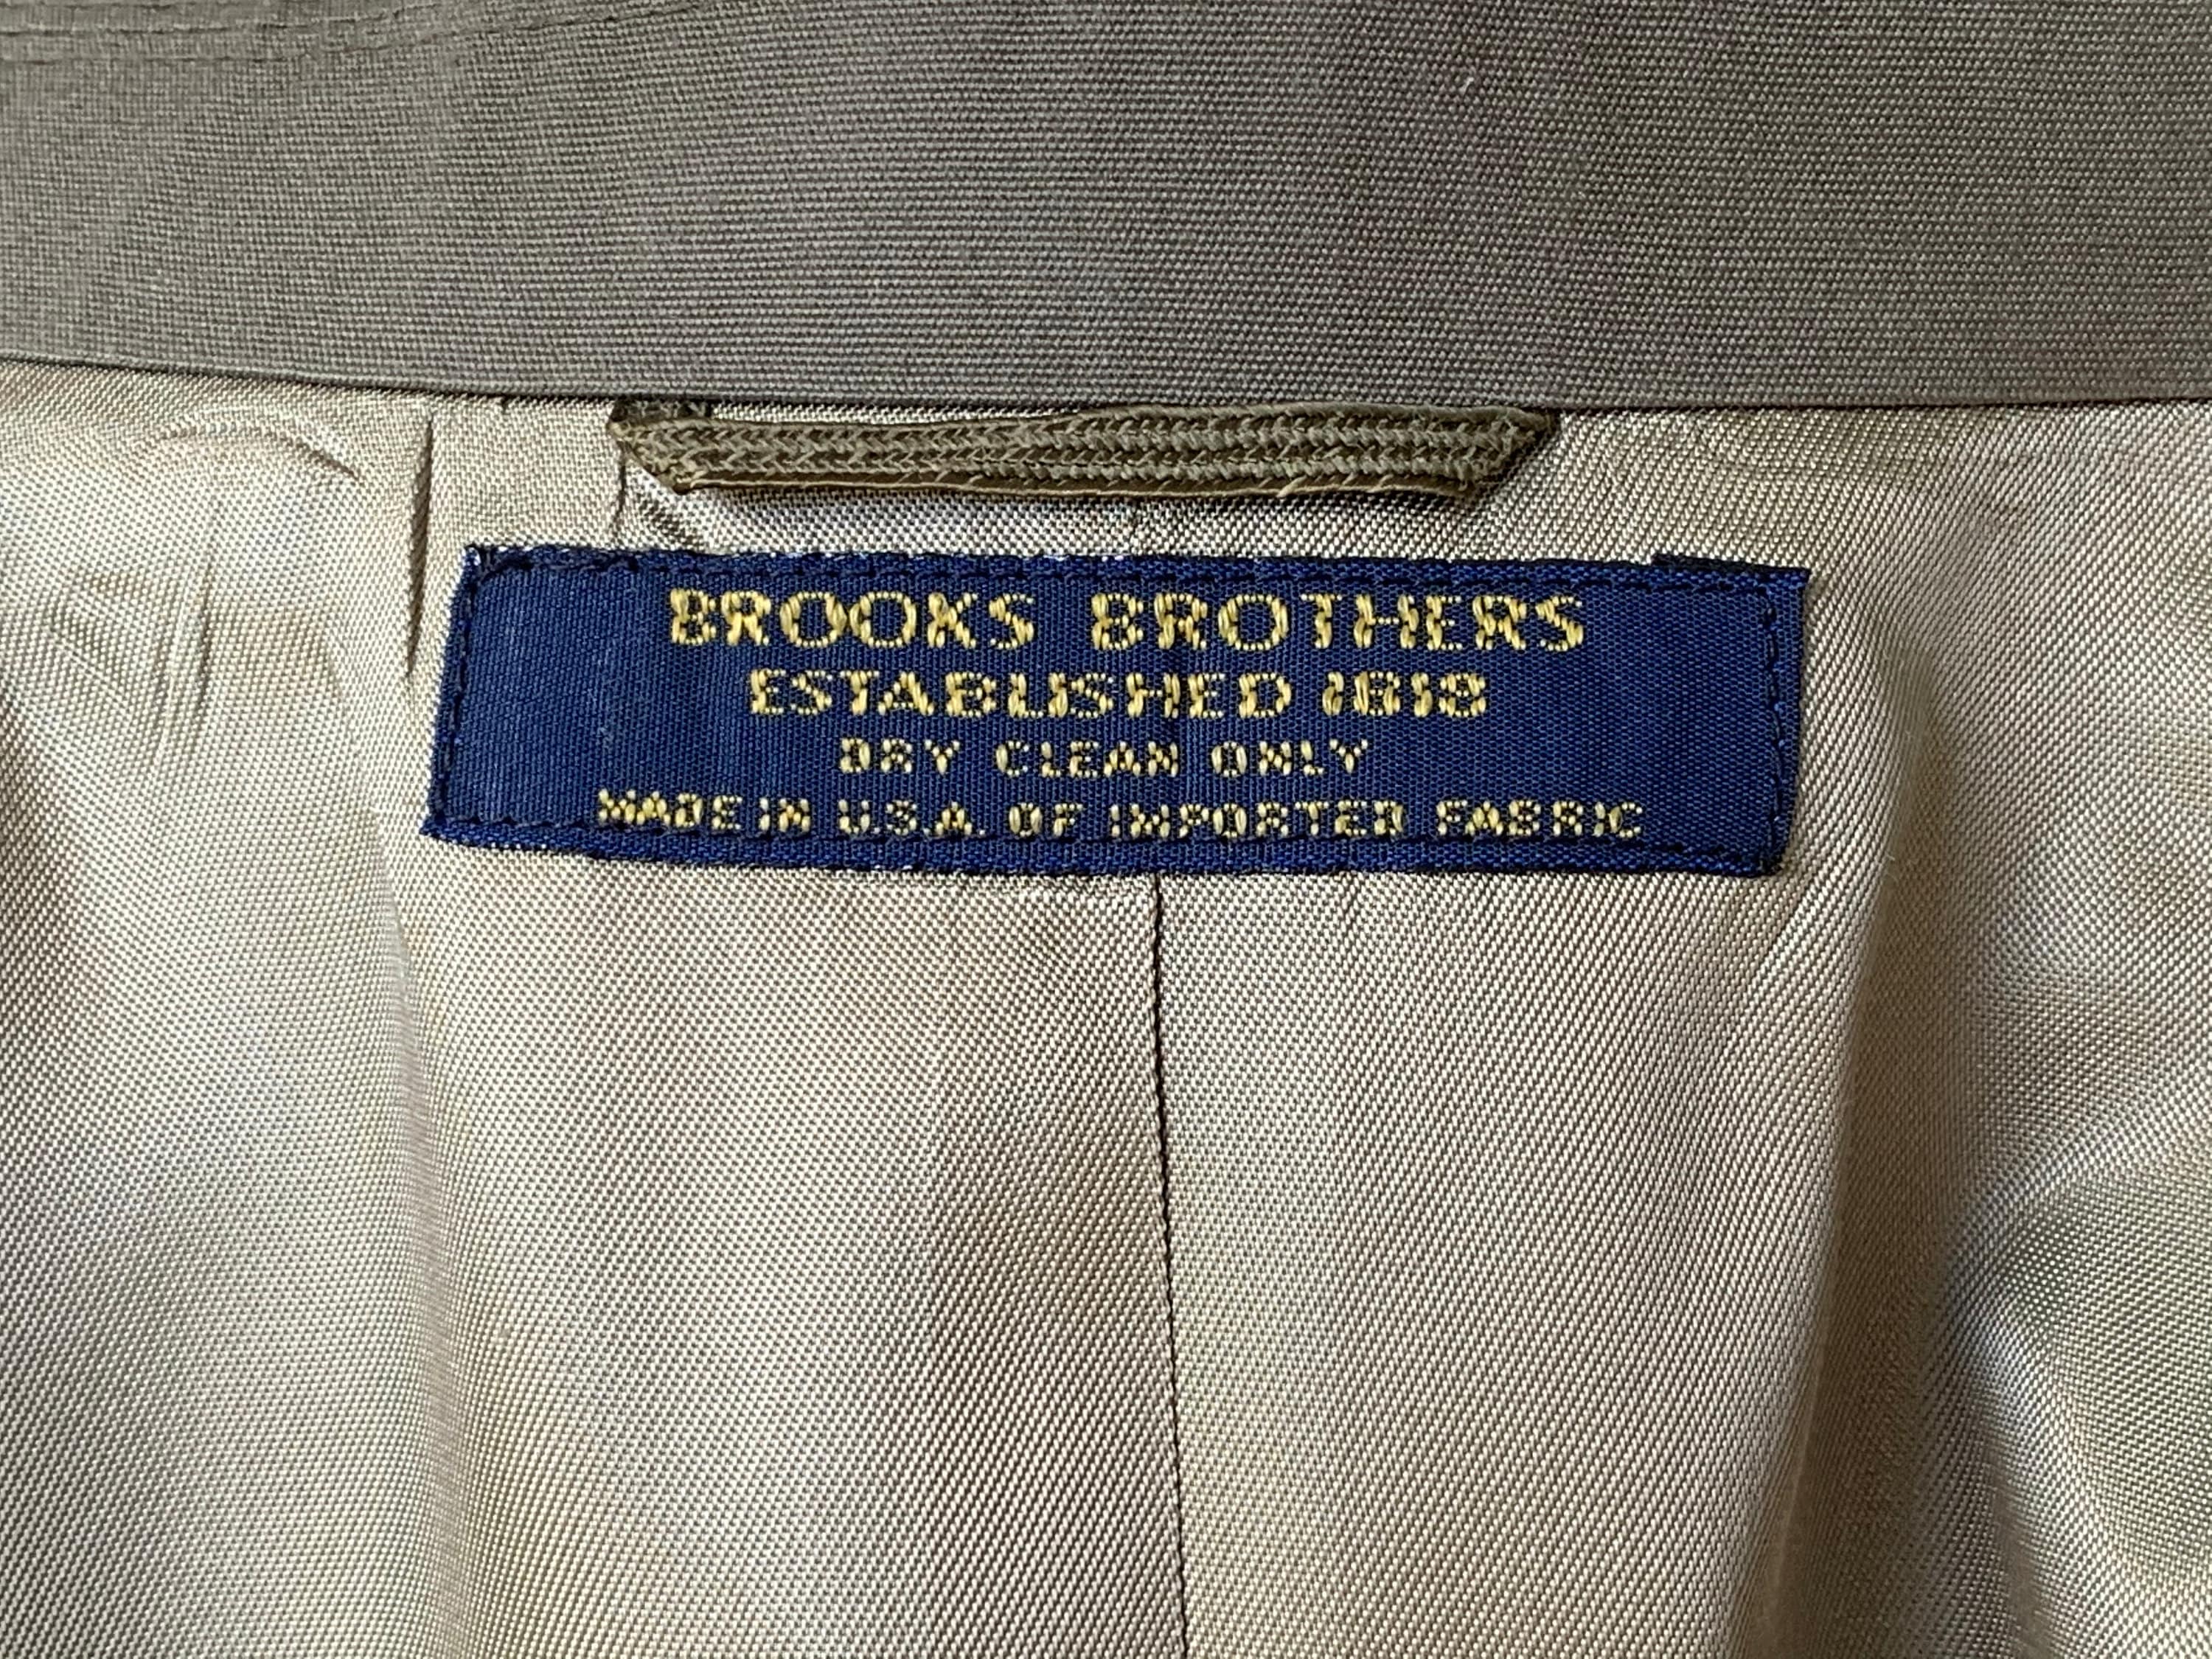 BROOKS BROTHERS
ESTABLISHED 1818
DRY CLEAN ONLY
MADE IN U.S.A. OF IMPORTED FABRIC